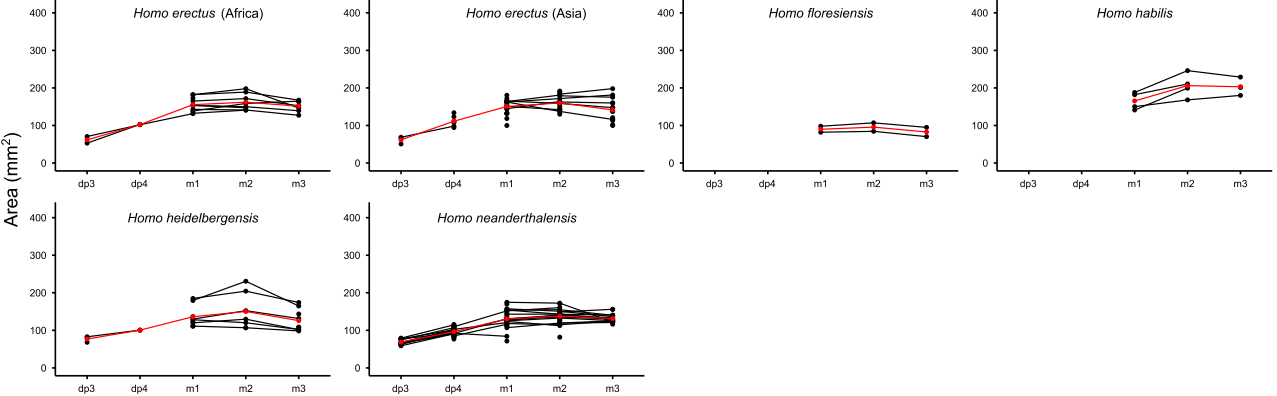 Area (mm²)
Homo erectus (Africa)
400
300
200
100
0
dp3 dp4 m1 m2 m3
Homo erectus (Asia)
400
300
200
100
0
dp3 dp4 m1 m2 m3
Homo floresiensis
400
300
200
100
0
dp3 dp4 m1 m2 m3
Homo habilis
400
300
200
100
0
dp3 dp4 m1 m2 m3
Homo heidelbergensis
400
300
200
100
0
dp3 dp4 m1 m2 m3
Homo neanderthalensis
400
300
200
100
0
dp3 dp4 m1 m2 m3